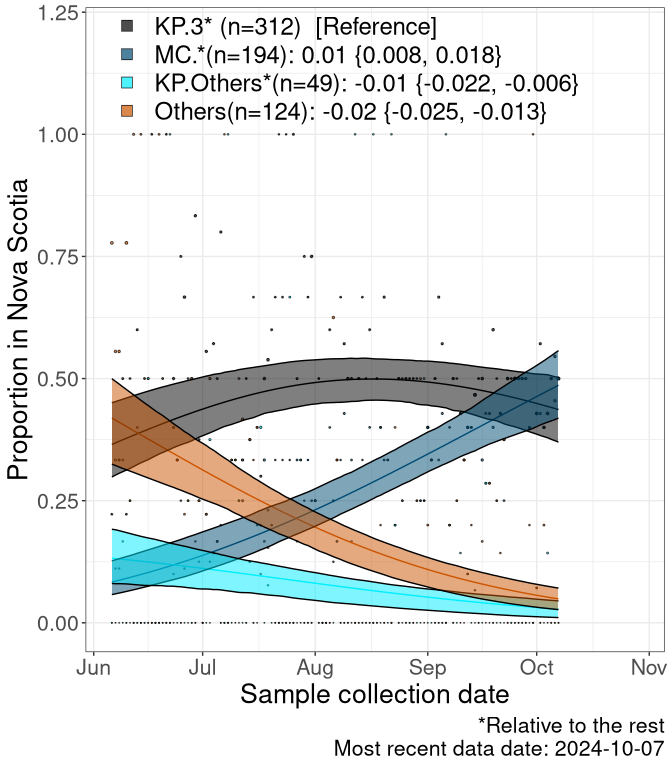 KP.3* (n=312)  [Reference]
MC.*(n=194): 0.01 {0.008, 0.018}
KP.Others*(n=49): -0.01 {-0.022, -0.006}
Others(n=124): -0.02 {-0.025, -0.013}
Proportion in Nova Scotia
1.25
1.00
0.75
0.50
0.25
0.00
Jun Jul Aug Sep Oct Nov
Sample collection date
*Relative to the rest
Most recent data date: 2024-10-07